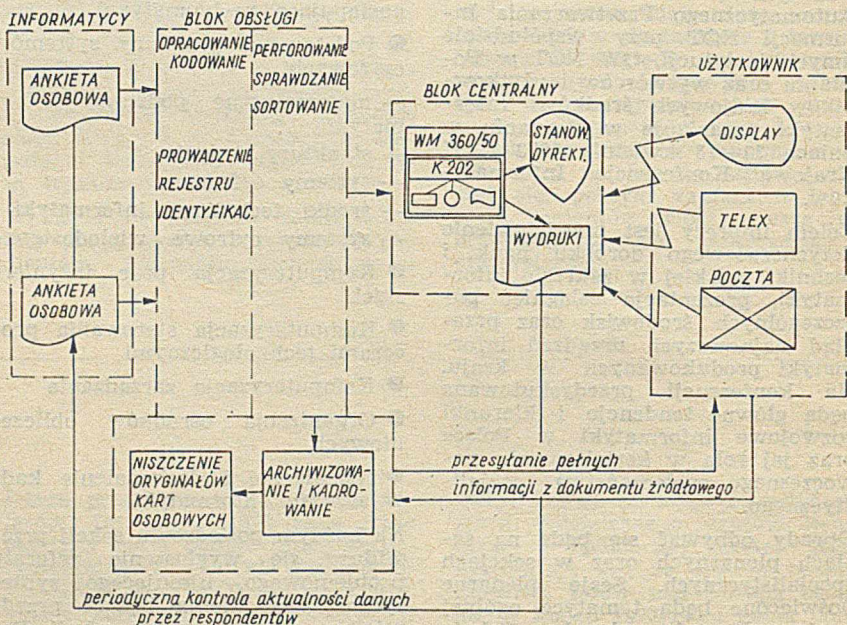 INFORMATYCY
ANKIETA
OSOBOWA
ANKIETA
OSOBOWA
BLOK OBSŁUGI
OPRACOWANIE
KODOWANIE
PERFOROWANIE
SPRAWDZANIE
SORTOWANIE
PROWADZENIE
REJESTRU
IDENTYFIKAC.
BLOK CENTRALNY
WM 360/50
K 202
STANOW.
DYREKT.
WYDRUKI
UŻYTKOWNIK
DISPLAY
TELEX
POCZTA
NISZCZENIE
ORYGINAŁÓW
KART
OSOBOWYCH
ARCHIWIZOWA-
NIE I KADRO-
WANIE
przesyłanie pełnych
informacji z dokumentu źródłowego
periodyczna kontrola aktualności danych
przez respondentów